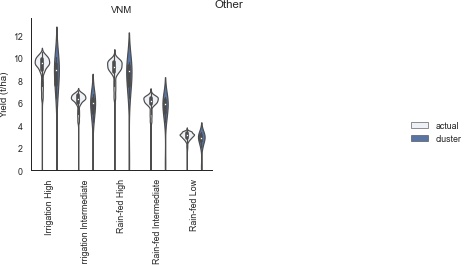 Other
VNM
Yield (t/ha)
12
10
8
6
4
2
0
Irrigation High
Irrigation Intermediate
Rain-fed High
Rain-fed Intermediate
Rain-fed Low
actual
cluster